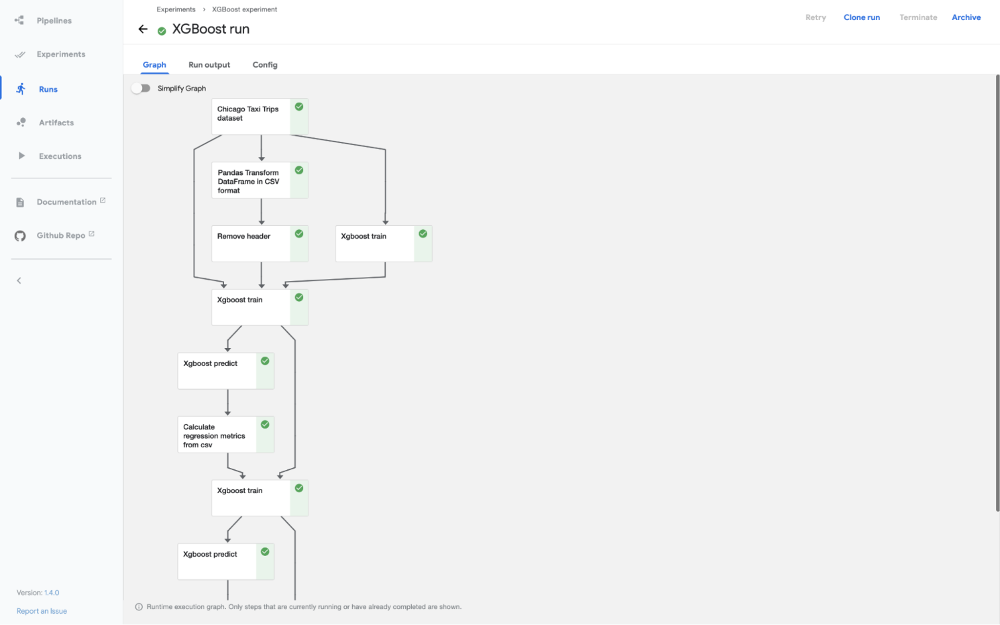 Pipelines
Experiments
Runs
Artifacts
Executions
Documentation
Github Repo
Version: 1.4.0
Report an Issue
Experiments › XGBoost experiment
XGBoost run
Retry Clone run Terminate Archive
Graph Run output Config
Simplify Graph
Chicago Taxi Trips
dataset
Pandas Transform
DataFrame in CSV
format
Remove header
Xgboost train
Xgboost train
Xgboost predict
Calculate
regression metrics
from csv
Xgboost train
Xgboost predict
Runtime execution graph. Only steps that are currently running or have already completed are shown.